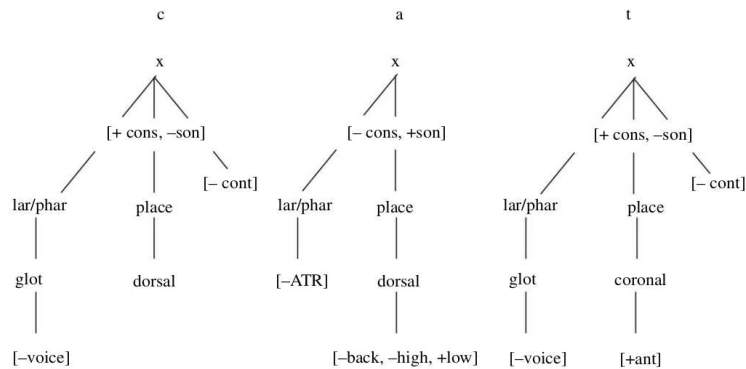 c a t
x x x
[+ cons, –son] [– cons, +son] [+ cons, –son]
[– cont] [– cont]
lar/phar place lar/phar place lar/phar place
glot dorsal [–ATR] dorsal glot coronal
[–voice] [–back, –high, +low] [–voice] [+ant]